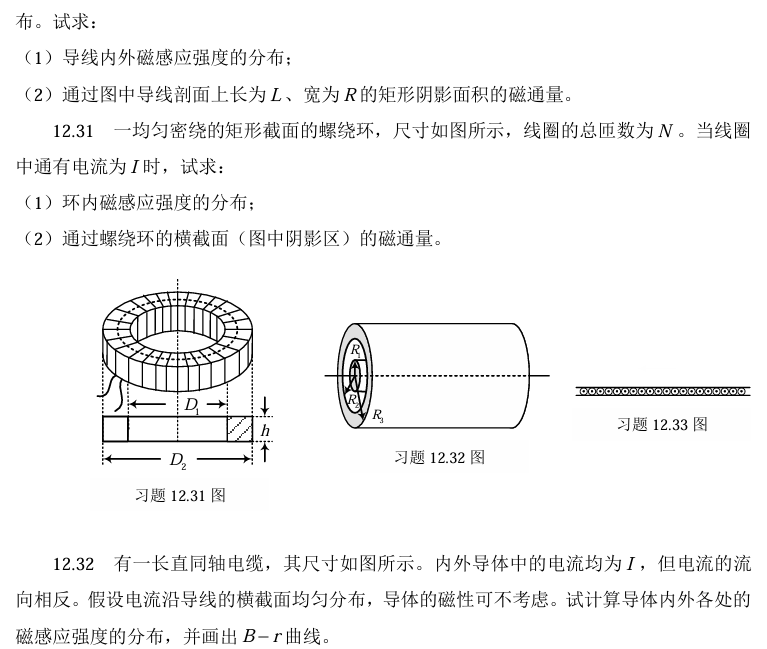 布。试求：
（1）导线内外磁感应强度的分布；
（2）通过图中导线剖面上长为 L、宽为 R 的矩形阴影面积的磁通量。
12.31 一均匀密绕的矩形截面的螺绕环，尺寸如图所示，线圈的总匝数为 N 。当线圈
中通有电流为 I 时，试求：
（1）环内磁感应强度的分布；
（2）通过螺绕环的横截面（图中阴影区）的磁通量。
D₁
h
D₂
习题 12.31 图
R₁
R₂
R₃
习题 12.32 图
习题 12.33 图
12.32 有一长直同轴电缆，其尺寸如图所示。内外导体中的电流均为 I ，但电流的流
向相反。假设电流沿导线的横截面均匀分布，导体的磁性可不考虑。试计算导体内外各处的
磁感应强度的分布，并画出 B－r 曲线。